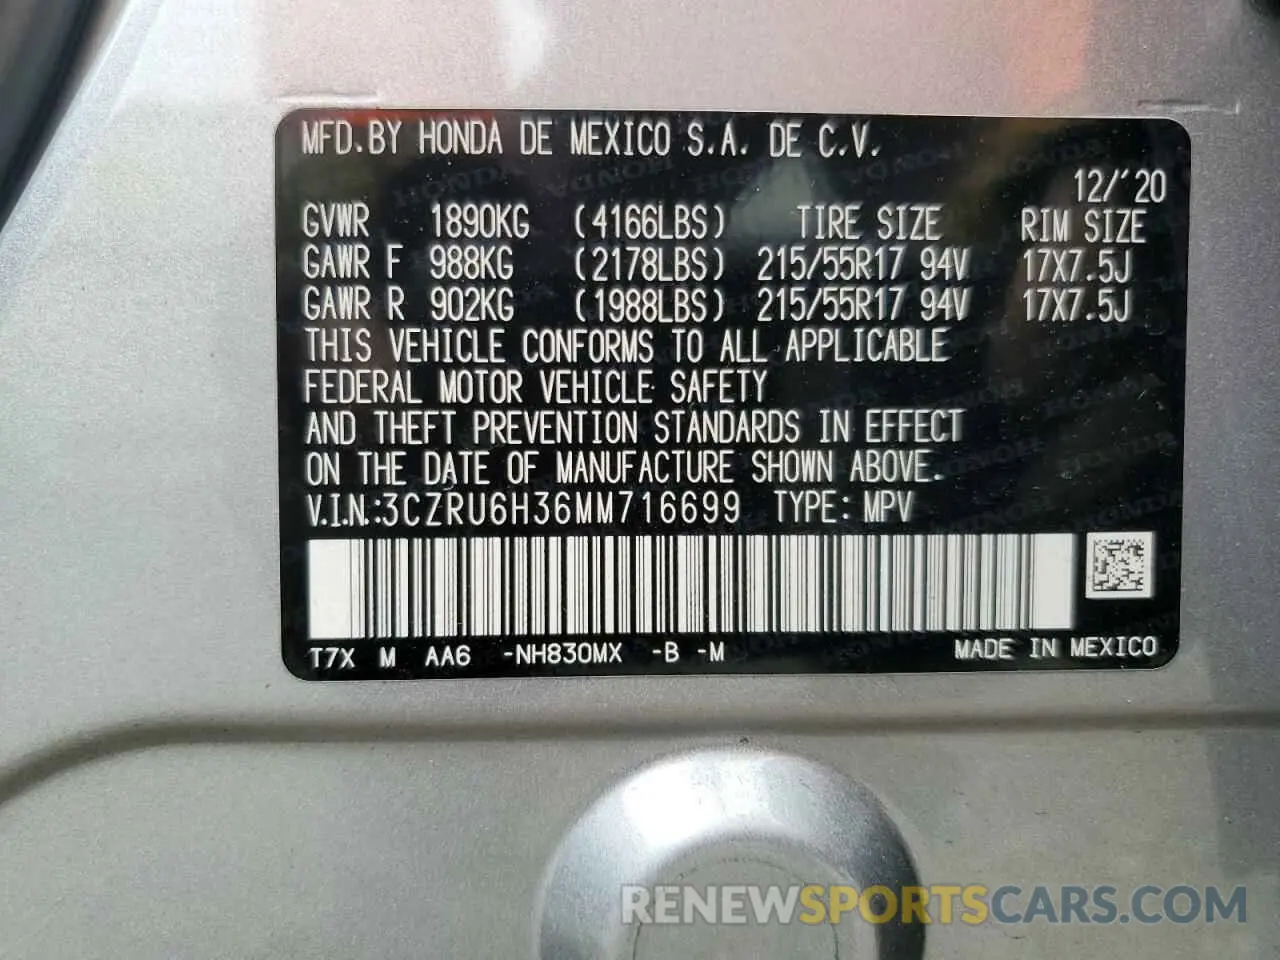 MFD.BY HONDA DE MEXICO S.A. DE C.V.
12/'20
GVWR 1890KG (4166LBS) TIRE SIZE RIM SIZE
GAWR F 988KG (2178LBS) 215/55R17 94V 17X7.5J
GAWR R 902KG (1988LBS) 215/55R17 94V 17X7.5J
THIS VEHICLE CONFORMS TO ALL APPLICABLE
FEDERAL MOTOR VEHICLE SAFETY
AND THEFT PREVENTION STANDARDS IN EFFECT
ON THE DATE OF MANUFACTURE SHOWN ABOVE.
V.I.N.:3CZRU6H36MM716699 TYPE: MPV
T7X M AA6 -NH830MX -B -M MADE IN MEXICO
RENEWSPORTSCARS.COM